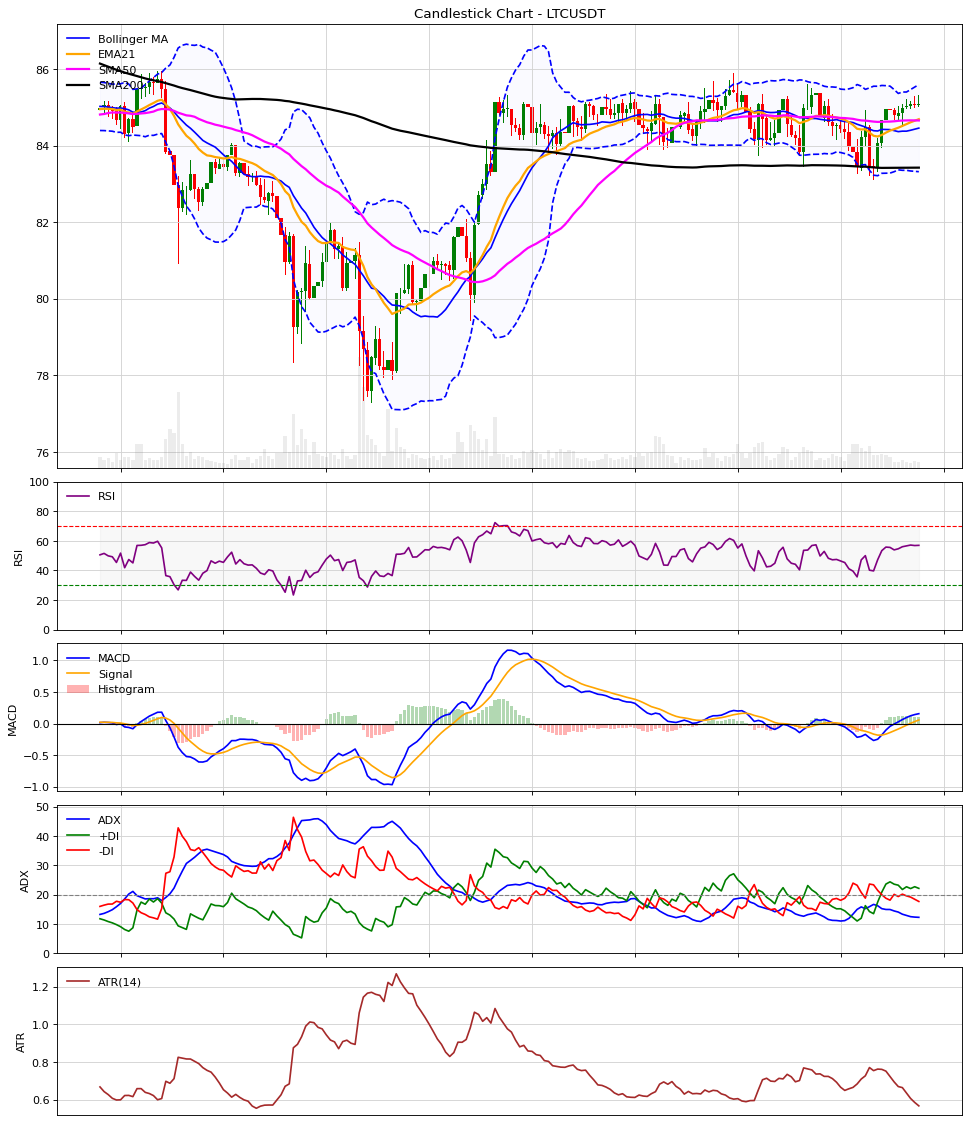 Candlestick Chart - LTCUSDT
Bollinger MA
EMA21
SMA50
SMA200
86
84
82
80
78
76
RSI
100
80
60
40
20
0
RSI
MACD
Signal
Histogram
1.0
0.5
0.0
−0.5
−1.0
MACD
ADX
+DI
-DI
50
40
30
20
10
0
ADX
ATR(14)
1.2
1.0
0.8
0.6
ATR